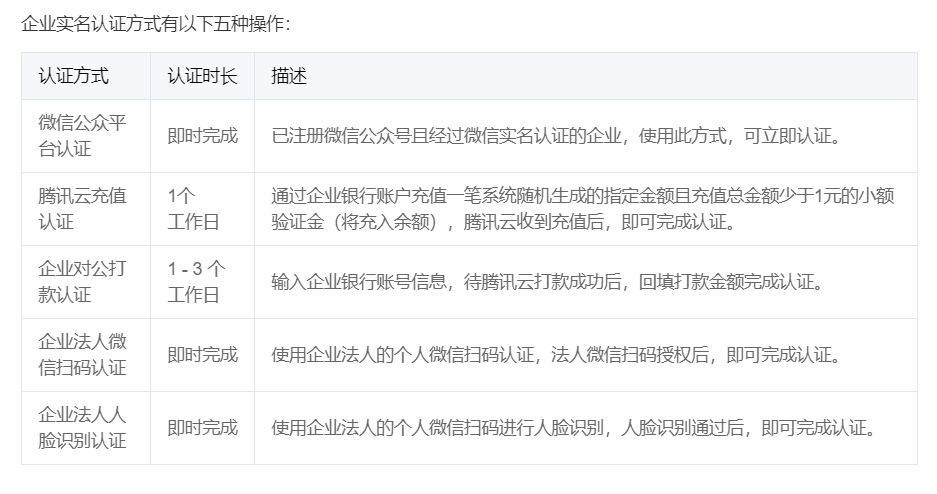 企业实名认证方式有以下五种操作：
认证方式 认证时长 描述
微信公众平
台认证
即时完成
已注册微信公众号且经过微信实名认证的企业，使用此方式，可立即认证。
腾讯云充值
认证
1个
工作日
通过企业银行账户充值一笔系统随机生成的指定金额且充值总金额少于1元的小额
验证金（将充入余额），腾讯云收到充值后，即可完成认证。
企业对公打
款认证
1 - 3 个
工作日
输入企业银行账号信息，待腾讯云打款成功后，回填打款金额完成认证。
企业法人微
信扫码认证
即时完成
使用企业法人的个人微信扫码认证，法人微信扫码授权后，即可完成认证。
企业法人人
脸识别认证
即时完成
使用企业法人的个人微信扫码进行人脸识别，人脸识别通过后，即可完成认证。